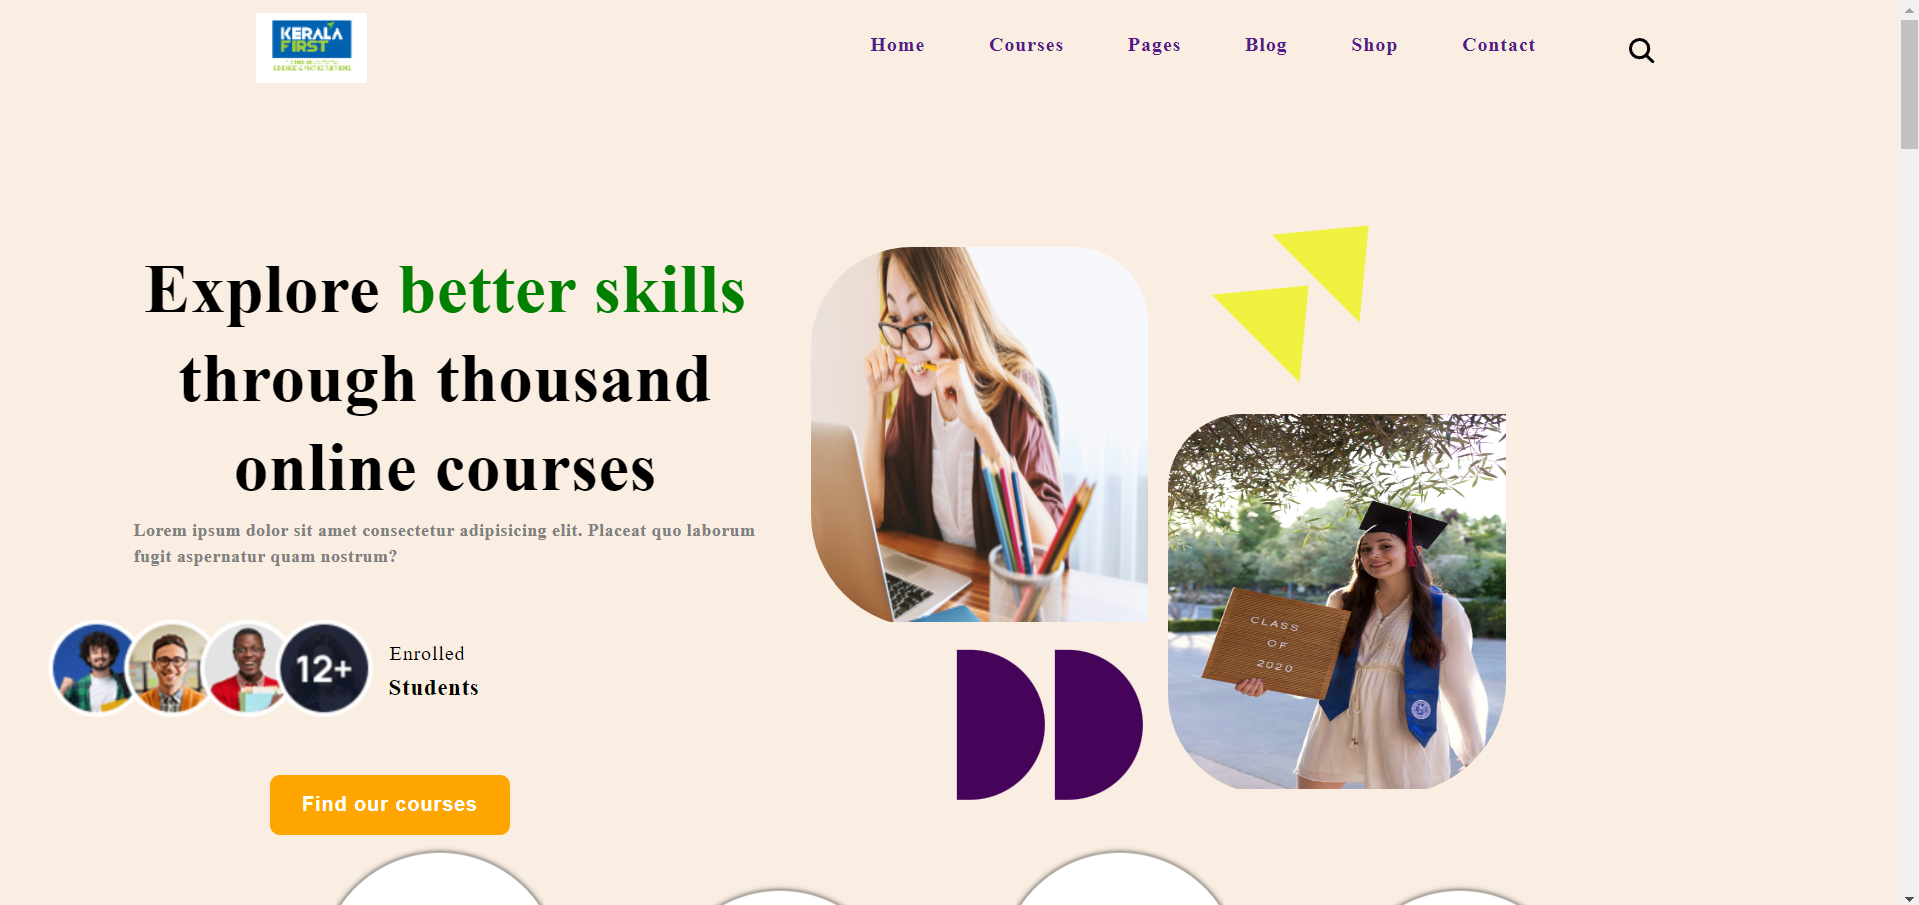 KERALA
FIRST
Home Courses Pages Blog Shop Contact
Explore better skills
through thousand
online courses
Lorem ipsum dolor sit amet consectetur adipisicing elit. Placeat quo laborum
fugit aspernatur quam nostrum?
12+
Enrolled
Students
Find our courses
CLASS
OF
2020